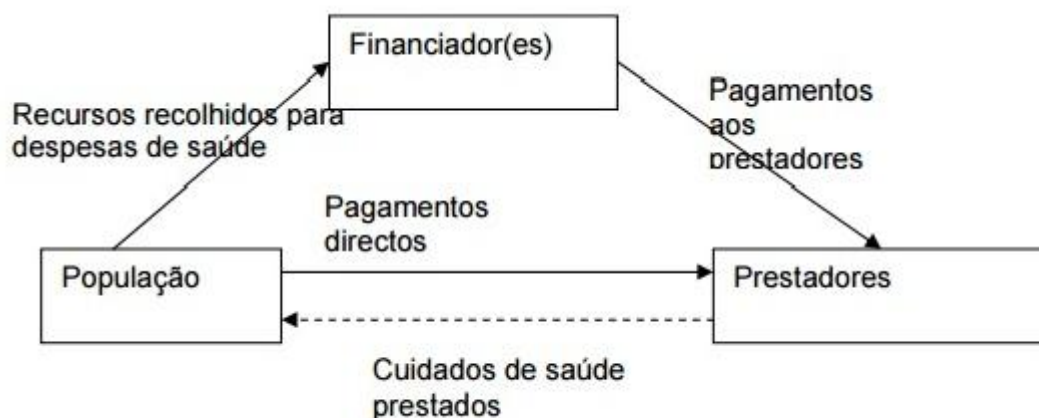 Financiador(es)
Recursos recolhidos para
despesas de saúde
Pagamentos
aos
prestadores
Pagamentos
directos
População
Prestadores
Cuidados de saúde
prestados